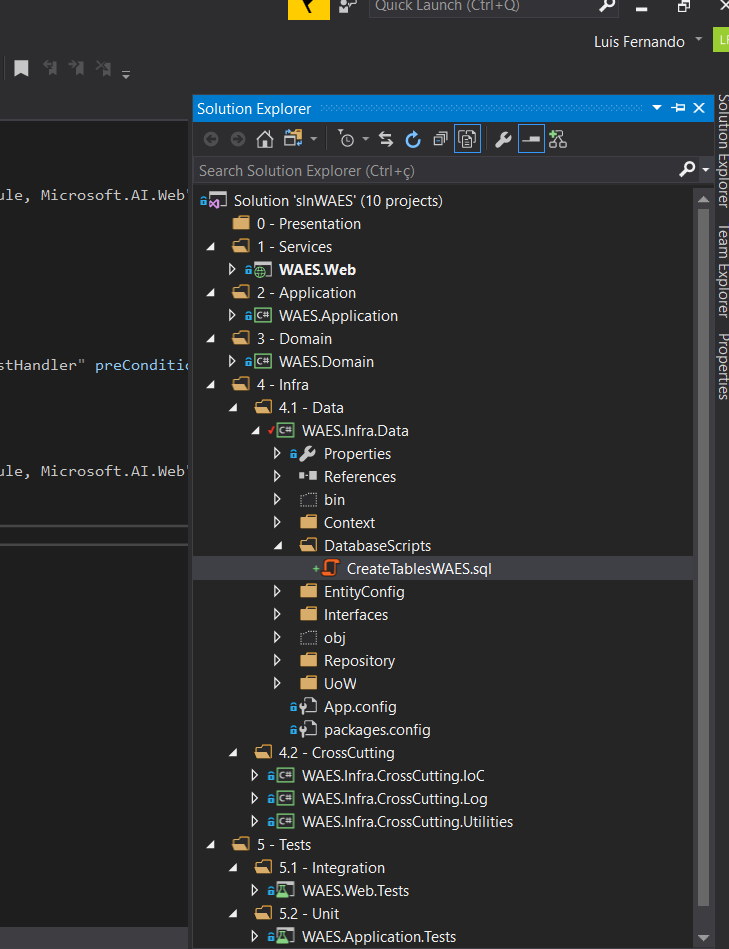 Quick Launch (Ctrl+Q)
Luis Fernando
LF
Solution Explorer
Search Solution Explorer (Ctrl+ç)
Solution 'slnWAES' (10 projects)
0 - Presentation
1 - Services
WAES.Web
2 - Application
WAES.Application
3 - Domain
WAES.Domain
4 - Infra
4.1 - Data
WAES.Infra.Data
Properties
References
bin
Context
DatabaseScripts
CreateTablesWAES.sql
EntityConfig
Interfaces
obj
Repository
UoW
App.config
packages.config
4.2 - CrossCutting
WAES.Infra.CrossCutting.IoC
WAES.Infra.CrossCutting.Log
WAES.Infra.CrossCutting.Utilities
5 - Tests
5.1 - Integration
WAES.Web.Tests
5.2 - Unit
WAES.Application.Tests
ule, Microsoft.AI.Web"
stHandler" preConditio
ule, Microsoft.AI.Web"
Solution Explorer
Team Explorer
Properties